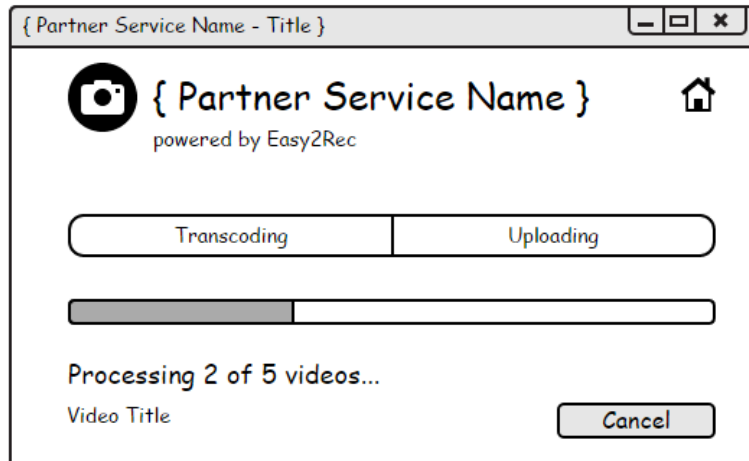 { Partner Service Name - Title }
{ Partner Service Name }
powered by Easy2Rec
Transcoding
Uploading
Processing 2 of 5 videos...
Video Title
Cancel